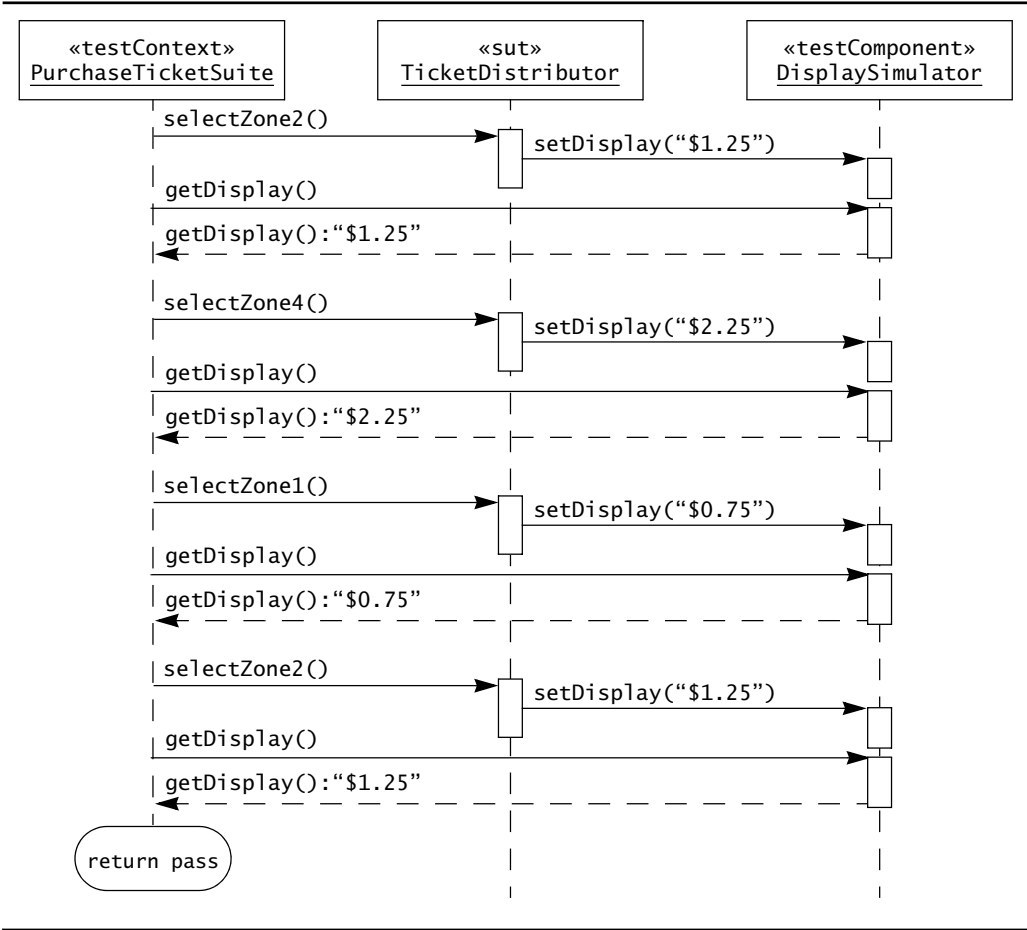 «testContext»
PurchaseTicketSuite
«sut»
TicketDistributor
«testComponent»
DisplaySimulator
selectZone2()
setDisplay(“$1.25”)
getDisplay()
getDisplay():“$1.25”
selectZone4()
setDisplay(“$2.25”)
getDisplay()
getDisplay():“$2.25”
selectZone1()
setDisplay(“$0.75”)
getDisplay()
getDisplay():“$0.75”
selectZone2()
setDisplay(“$1.25”)
getDisplay()
getDisplay():“$1.25”
return pass